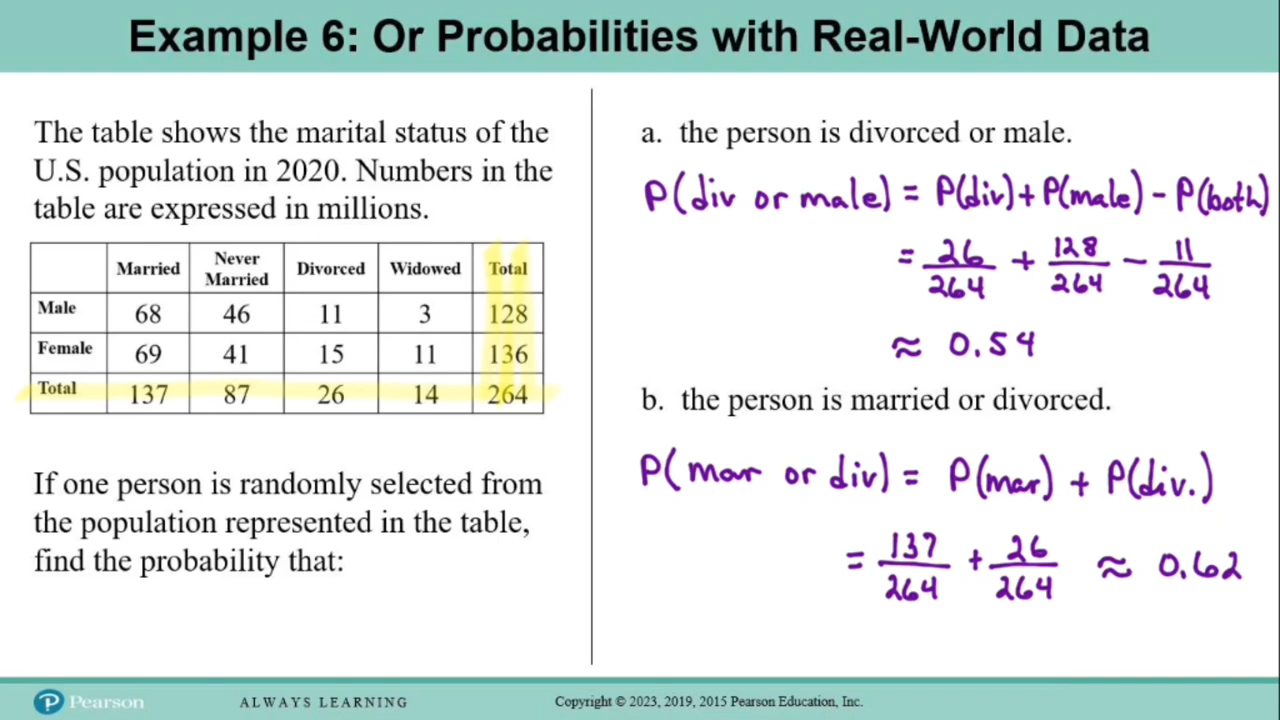 Example 6: Or Probabilities with Real-World Data
The table shows the marital status of the
U.S. population in 2020. Numbers in the
table are expressed in millions.
Married Never Married Divorced Widowed Total
Male 68 46 11 3 128
Female 69 41 15 11 136
Total 137 87 26 14 264
If one person is randomly selected from
the population represented in the table,
find the probability that:
a. the person is divorced or male.
P(div or male) = P(div) + P(male) - P(both)
= 26/264 + 128/264 - 11/264
≈ 0.54
b. the person is married or divorced.
P(mar or div) = P(mar) + P(div.)
= 137/264 + 26/264 ≈ 0.62
P Pearson
ALWAYS LEARNING
Copyright © 2023, 2019, 2015 Pearson Education, Inc.